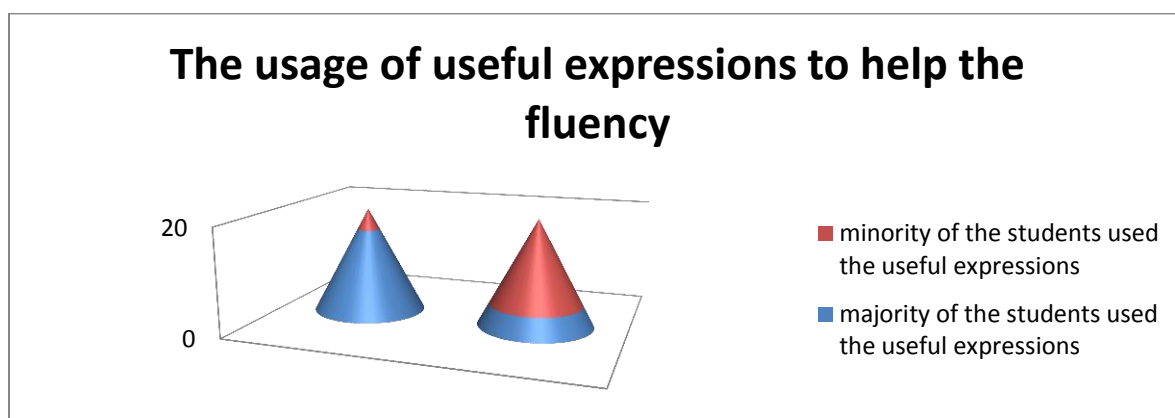 The usage of useful expressions to help the
fluency
20
0
minority of the students used
the useful expressions
majority of the students used
the useful expressions